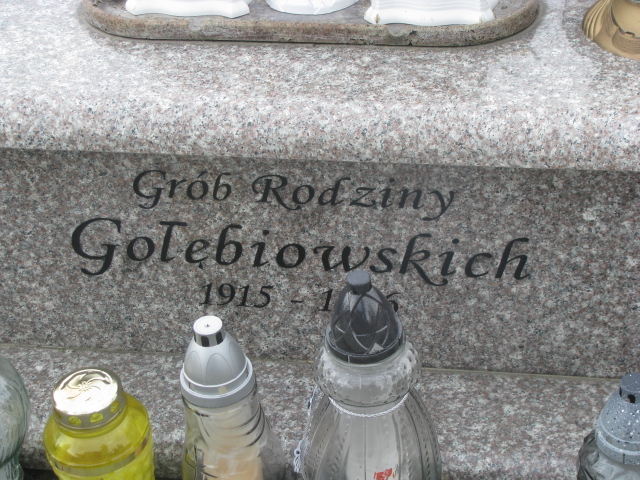 Grób Rodziny
Gołębiowskich
1915 -